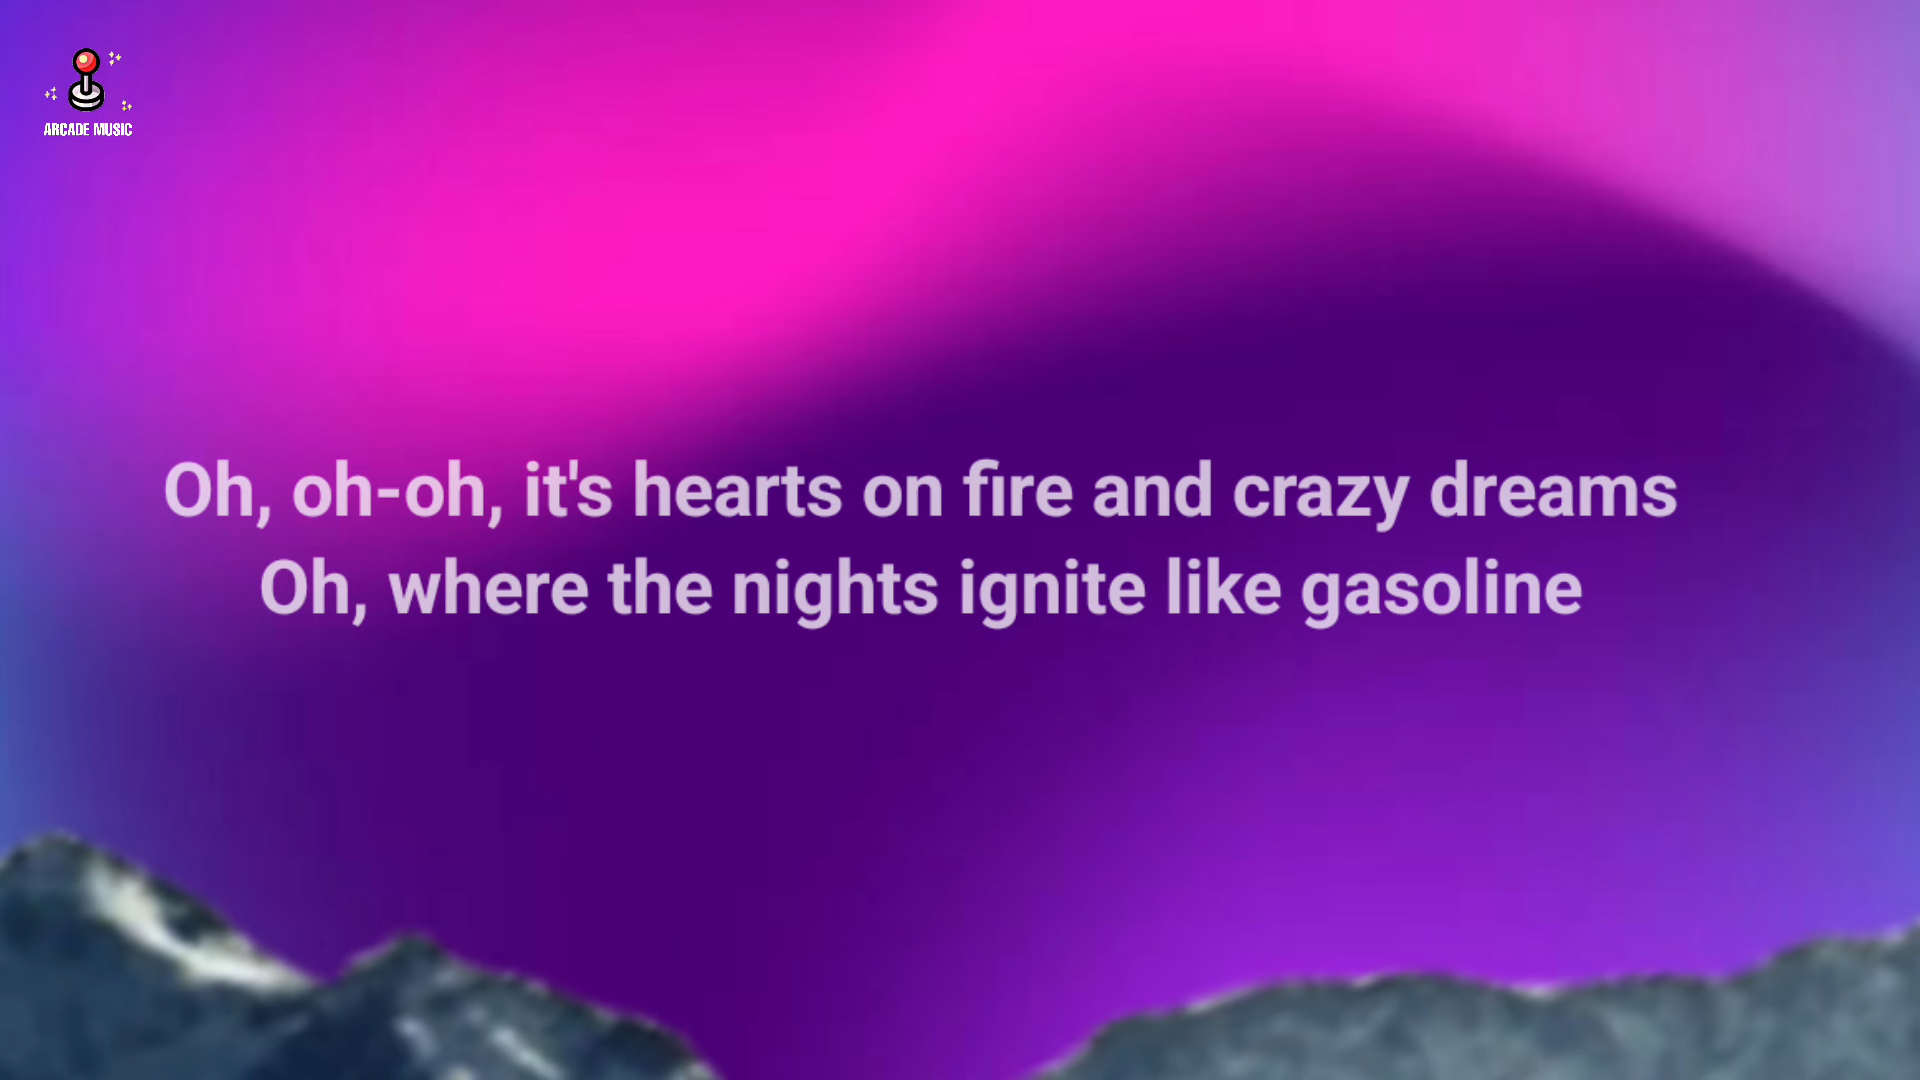 ARCADE MUSIC
Oh, oh-oh, it's hearts on fire and crazy dreams
Oh, where the nights ignite like gasoline